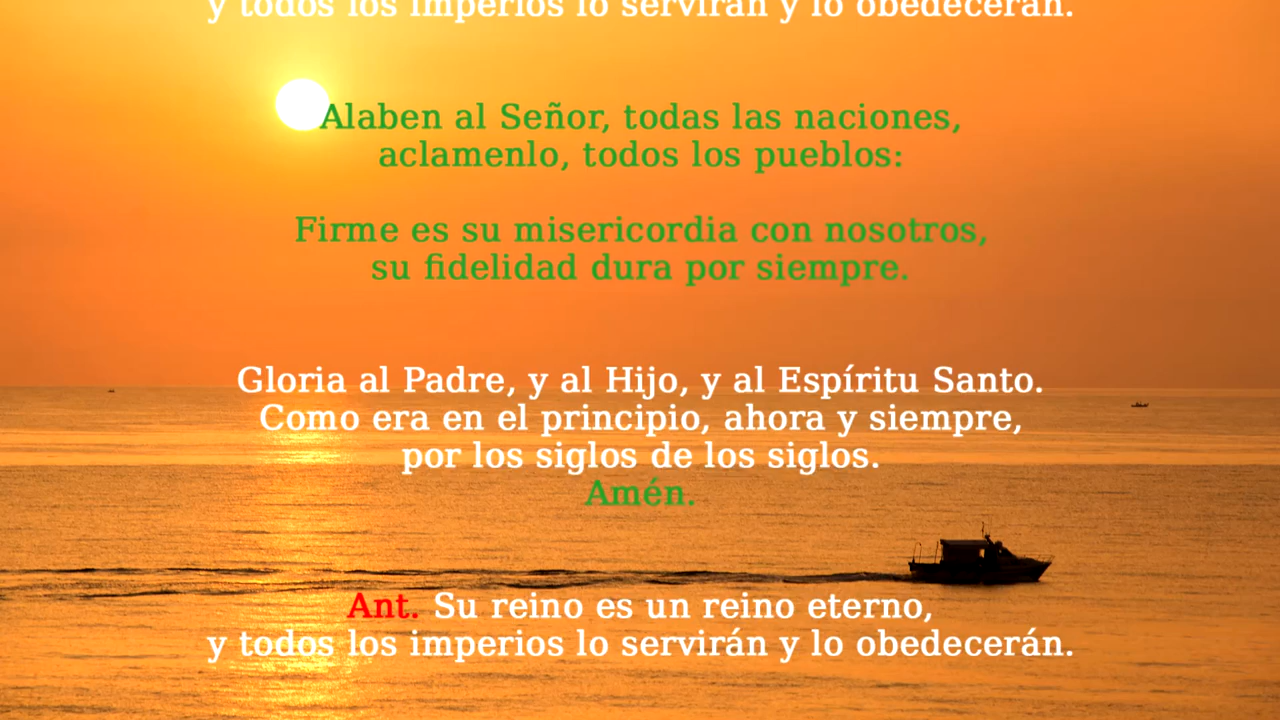 y todos los imperios lo servirán y lo obedecerán.
Alaben al Señor, todas las naciones,
aclamenlo, todos los pueblos:
Firme es su misericordia con nosotros,
su fidelidad dura por siempre.
Gloria al Padre, y al Hijo, y al Espíritu Santo.
Como era en el principio, ahora y siempre,
por los siglos de los siglos.
Amén.
Ant. Su reino es un reino eterno,
y todos los imperios lo servirán y lo obedecerán.